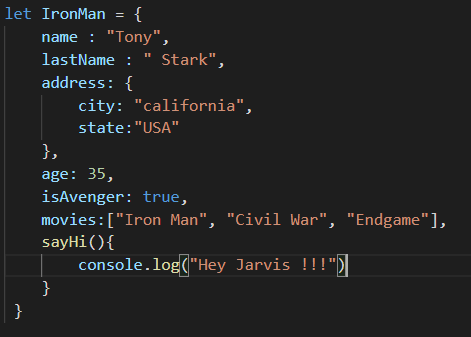 let IronMan = {
    name : "Tony",
    lastName : " Stark",
    address: {
        city: "california",
        state:"USA"
    },
    age: 35,
    isAvenger: true,
    movies:["Iron Man", "Civil War", "Endgame"],
    sayHi(){
        console.log("Hey Jarvis !!!")
    }
 }